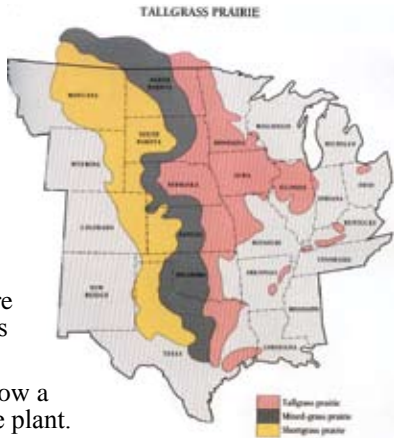 TALLGRASS PRAIRIE
NORTH
DAKOTA
MONTANA
SOUTH
DAKOTA
MINNESOTA
WISCONSIN
MICHIGAN
WYOMING
NEBRASKA
IOWA
ILLINOIS
INDIANA
OHIO
COLORADO
KANSAS
MISSOURI
KENTUCKY
TENNESSEE
NEW
MEXICO
OKLAHOMA
ARKANSAS
MISSISSIPPI
TEXAS
LOUISIANA
re
s
ow a
e plant.
Tallgrass prairie
Mixed-grass prairie
Shortgrass prairie